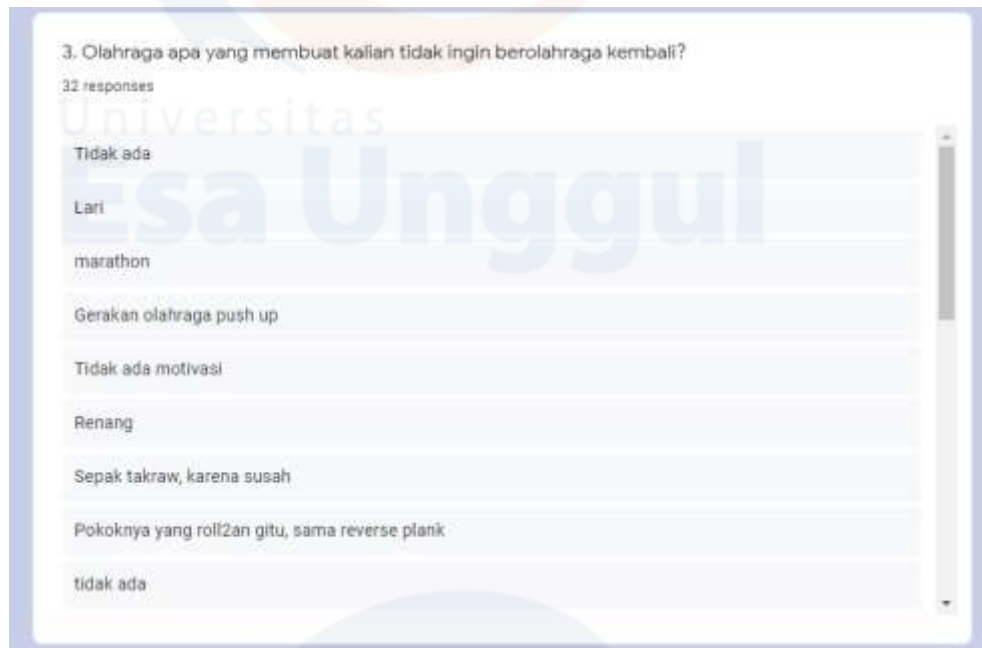 3. Olahraga apa yang membuat kalian tidak ingin berolahraga kembali?
32 responses
Universitas
Esa Unggul
Tidak ada
Lari
marathon
Gerakan olahraga push up
Tidak ada motivasi
Renang
Sepak takraw, karena susah
Pokoknya yang roll2an gitu, sama reverse plank
tidak ada